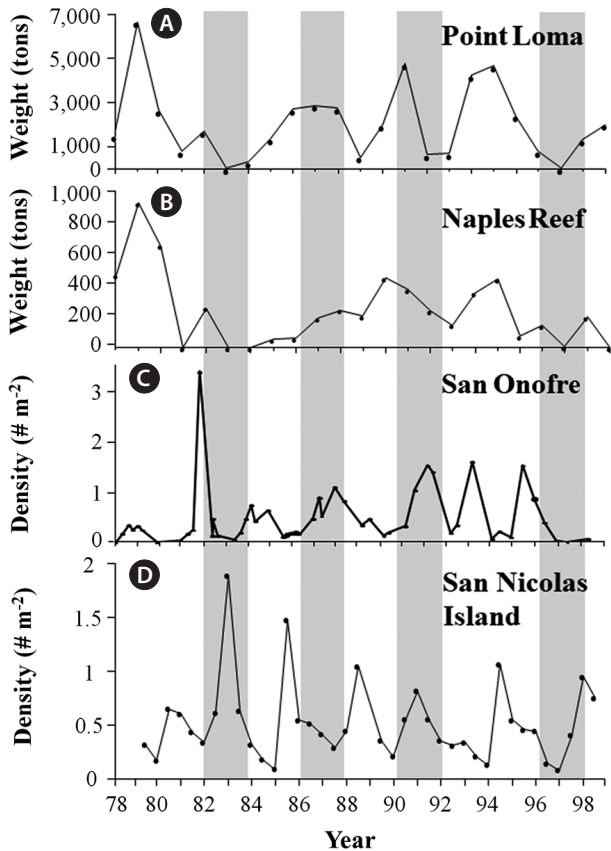 A
Point Loma
Weight (tons)
7,000
5,000
3,000
1,000
0
B
Naples Reef
Weight (tons)
1,000
800
600
400
200
0
C
San Onofre
Density (# m-2)
3
2
1
0
D
San Nicolas
Island
Density (# m-2)
2
1.5
1
0.5
0
78 80 82 84 86 88 90 92 94 96 98
Year